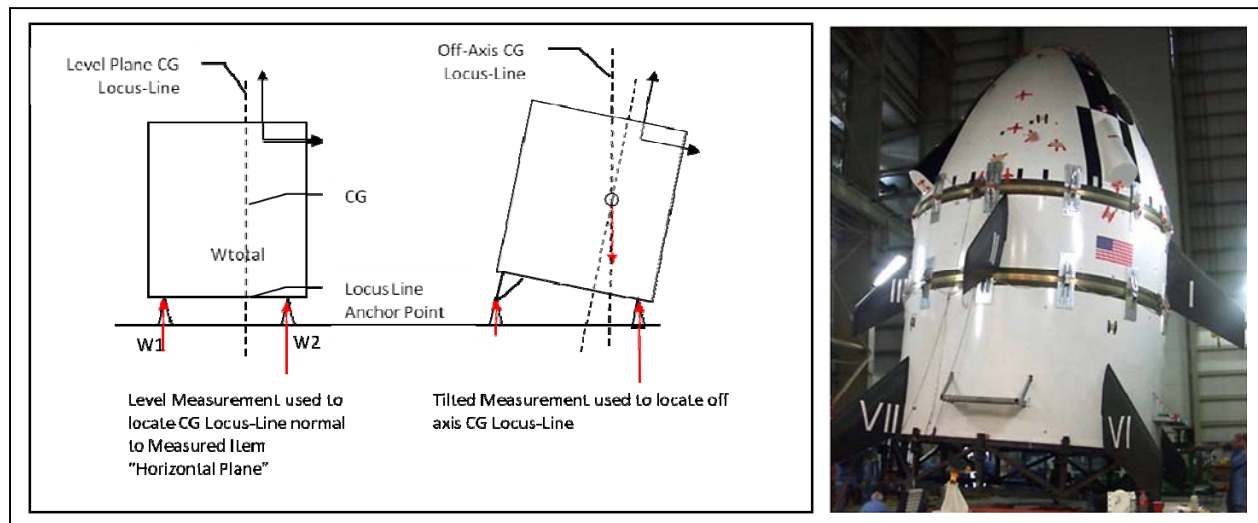 Level Plane CG
Locus-Line
CG
Wtotal
Locus Line
Anchor Point
W1
W2
Level Measurement used to
locate CG Locus-Line normal
to Measured Item
"Horizontal Plane"
Off-Axis CG
Locus-Line
Tilted Measurement used to locate off
axis CG Locus-Line
I
VII
VI